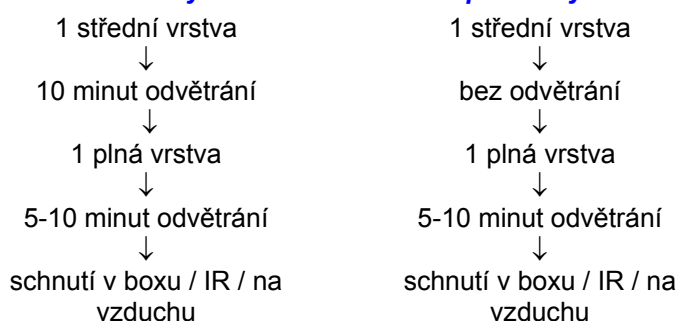 1 střední vrstva
↓
10 minut odvětrání
↓
1 plná vrstva
↓
5-10 minut odvětrání
↓
schnutí v boxu / IR / na
vzduchu
1 střední vrstva
↓
bez odvětrání
↓
1 plná vrstva
↓
5-10 minut odvětrání
↓
schnutí v boxu / IR / na
vzduchu